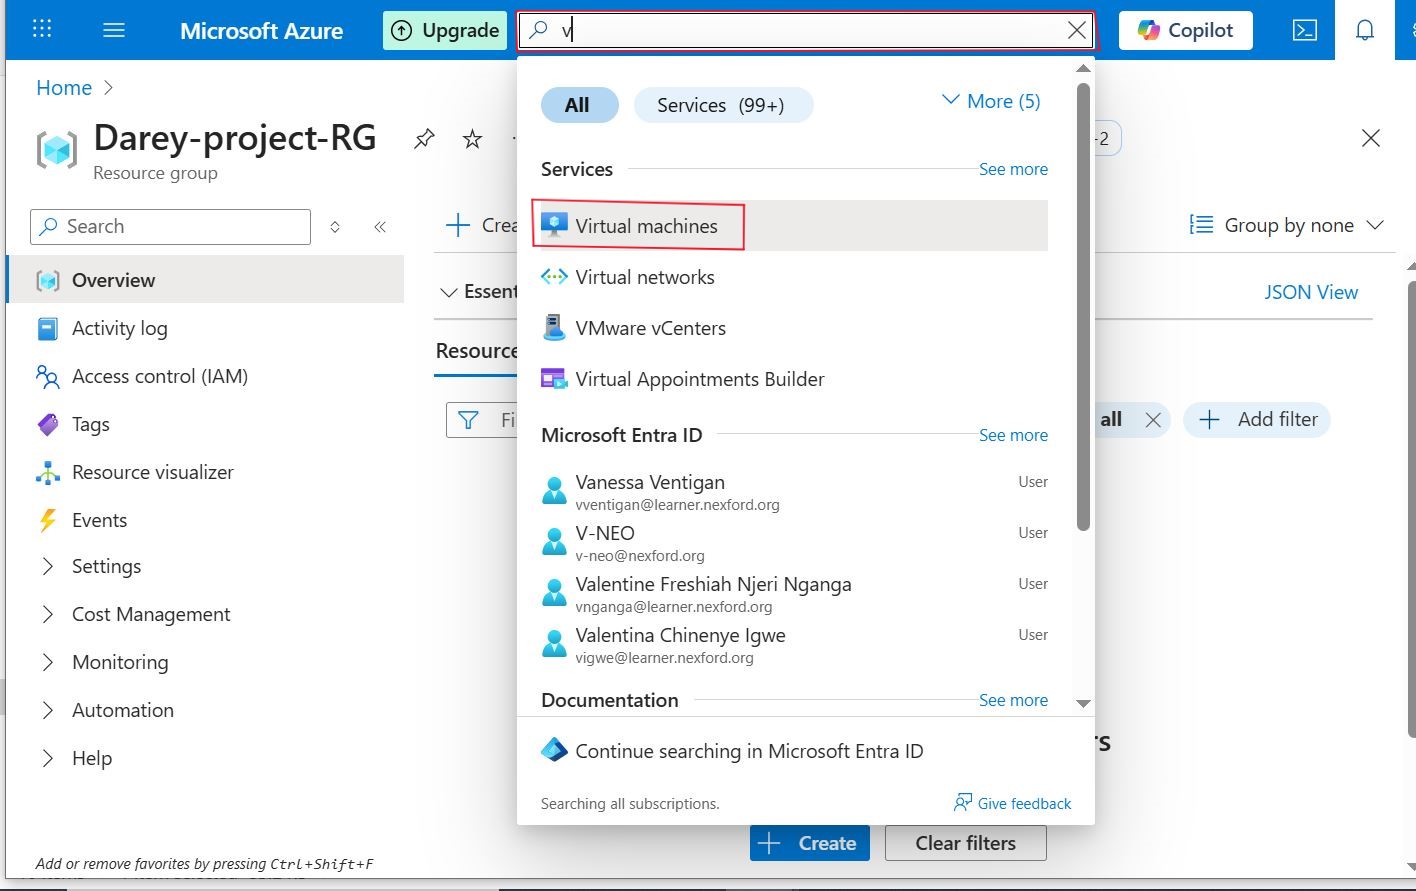 Microsoft Azure
Upgrade
v
Copilot
Home
Darey-project-RG
Resource group
Search
Overview
Activity log
Access control (IAM)
Tags
Resource visualizer
Events
Settings
Cost Management
Monitoring
Automation
Help
Add or remove favorites by pressing Ctrl+Shift+F
Group by none
JSON View
all
Add filter
All
Services (99+)
More (5)
Services
See more
Virtual machines
Virtual networks
VMware vCenters
Virtual Appointments Builder
Microsoft Entra ID
See more
Vanessa Ventigan
User
vventigan@learner.nexford.org
V-NEO
User
v-neo@nexford.org
Valentine Freshiah Njeri Nganga
User
vnganga@learner.nexford.org
Valentina Chinenye Igwe
User
vigwe@learner.nexford.org
Documentation
See more
Continue searching in Microsoft Entra ID
Searching all subscriptions.
Give feedback
Create
Clear filters